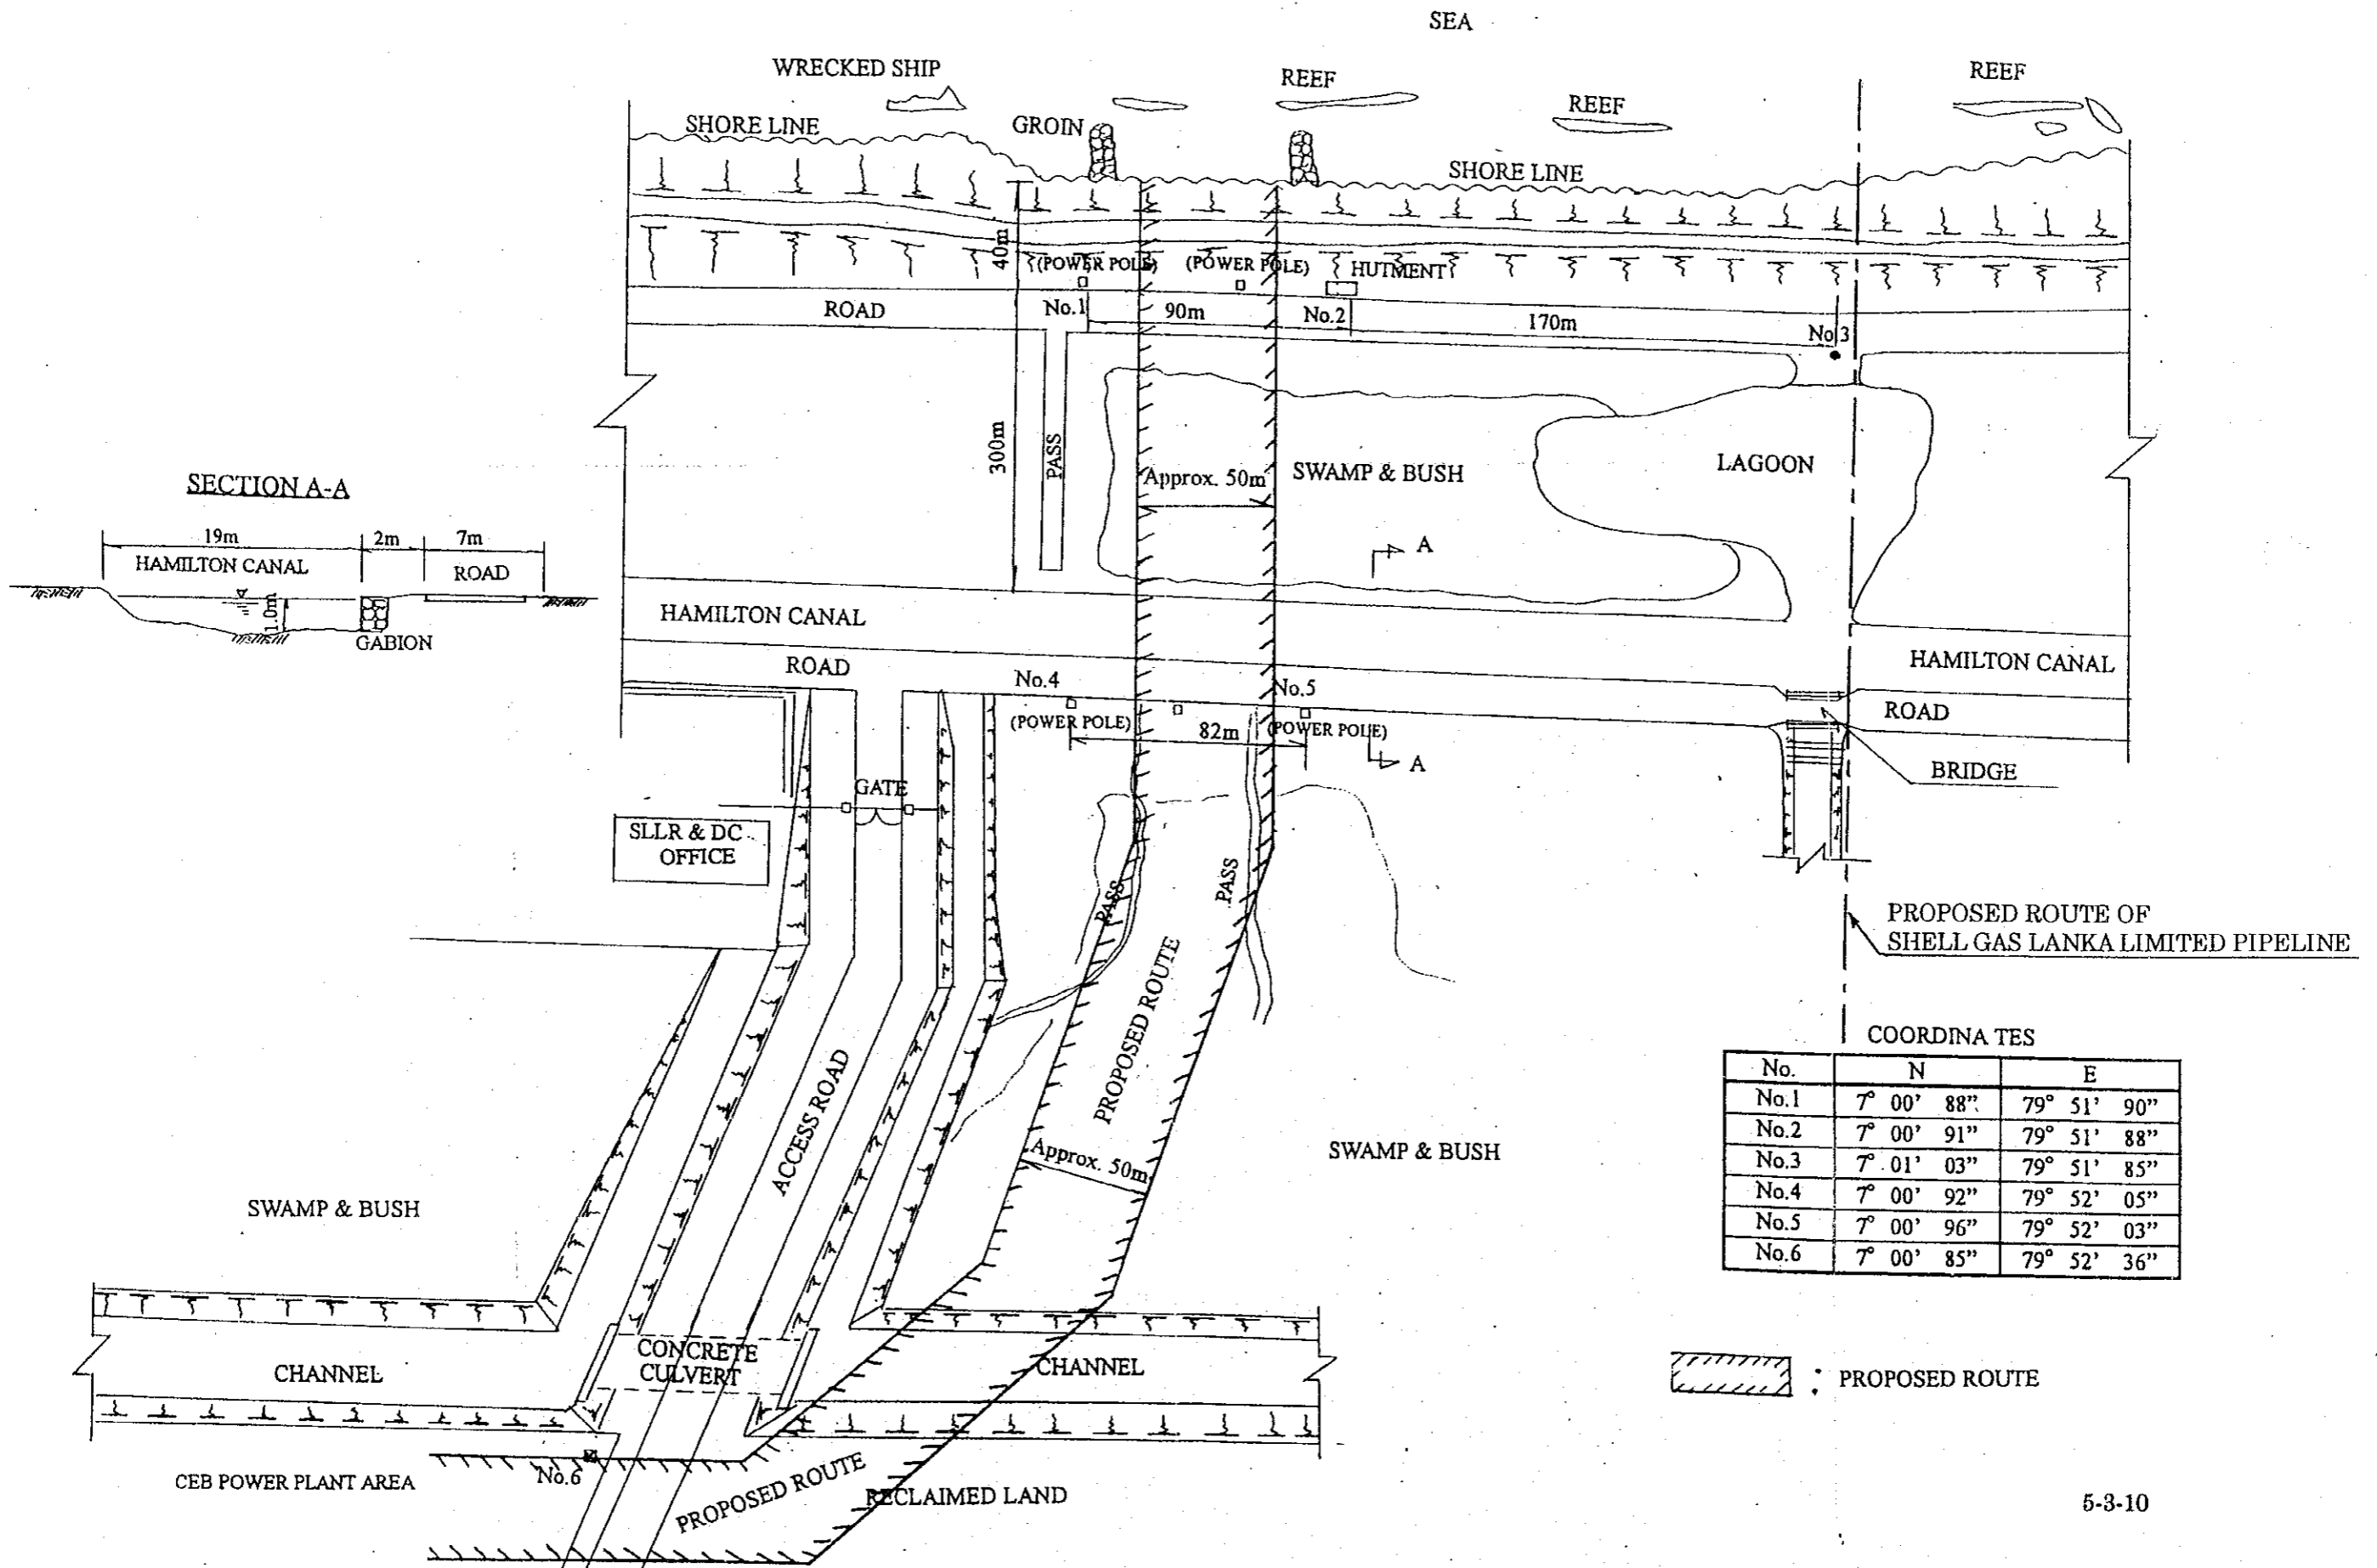 SEA
WRECKED SHIP
REEF
REEF
REEF
SHORE LINE
GROIN
SHORE LINE
40m
(POWER POLE)
(POWER POLE)
HUTMENT
ROAD
No.1
90m
No.2
170m
No.3
300m
PASS
Approx. 50m
SWAMP & BUSH
LAGOON
SECTION A-A
19m
2m
7m
HAMILTON CANAL
ROAD
1.0m
GABION
A
HAMILTON CANAL
HAMILTON CANAL
ROAD
No.4
No.5
(POWER POLE)
82m
(POWER POLE)
A
ROAD
BRIDGE
GATE
SLLR & DC
OFFICE
PASS
PASS
PROPOSED ROUTE OF
SHELL GAS LANKA LIMITED PIPELINE
PROPOSED ROUTE
ACCESS ROAD
Approx. 50m
SWAMP & BUSH
SWAMP & BUSH
COORDINATES
No. N E
No.1 7° 00' 88" 79° 51' 90"
No.2 7° 00' 91" 79° 51' 88"
No.3 7° 01' 03" 79° 51' 85"
No.4 7° 00' 92" 79° 52' 05"
No.5 7° 00' 96" 79° 52' 03"
No.6 7° 00' 85" 79° 52' 36"
CHANNEL
CONCRETE
CULVERT
CHANNEL
: PROPOSED ROUTE
No.6
CEB POWER PLANT AREA
PROPOSED ROUTE
RECLAIMED LAND
5-3-10